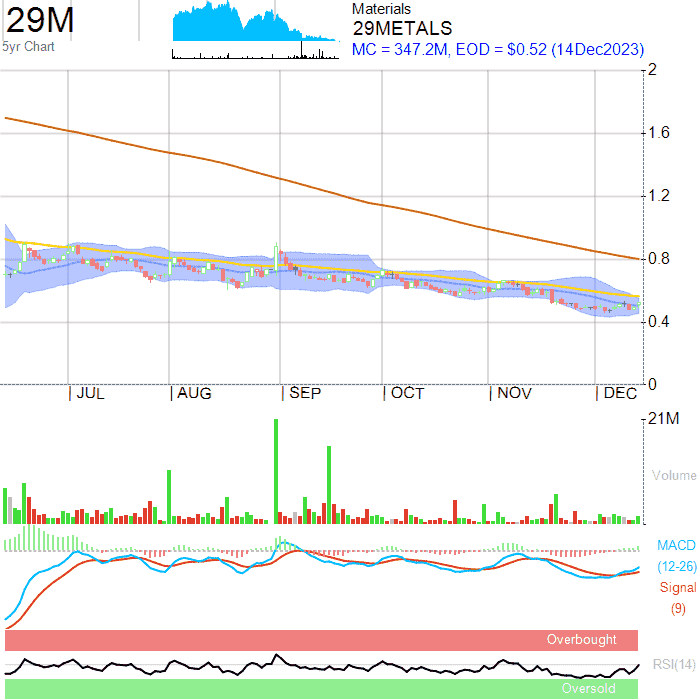 29M
5yr Chart
Materials
29METALS
MC = 347.2M, EOD = $0.52 (14Dec2023)
2
1.6
1.2
0.8
0.4
0
JUL AUG SEP OCT NOV DEC
21M
Volume
MACD
(12-26)
Signal
(9)
Overbought
RSI(14)
Oversold